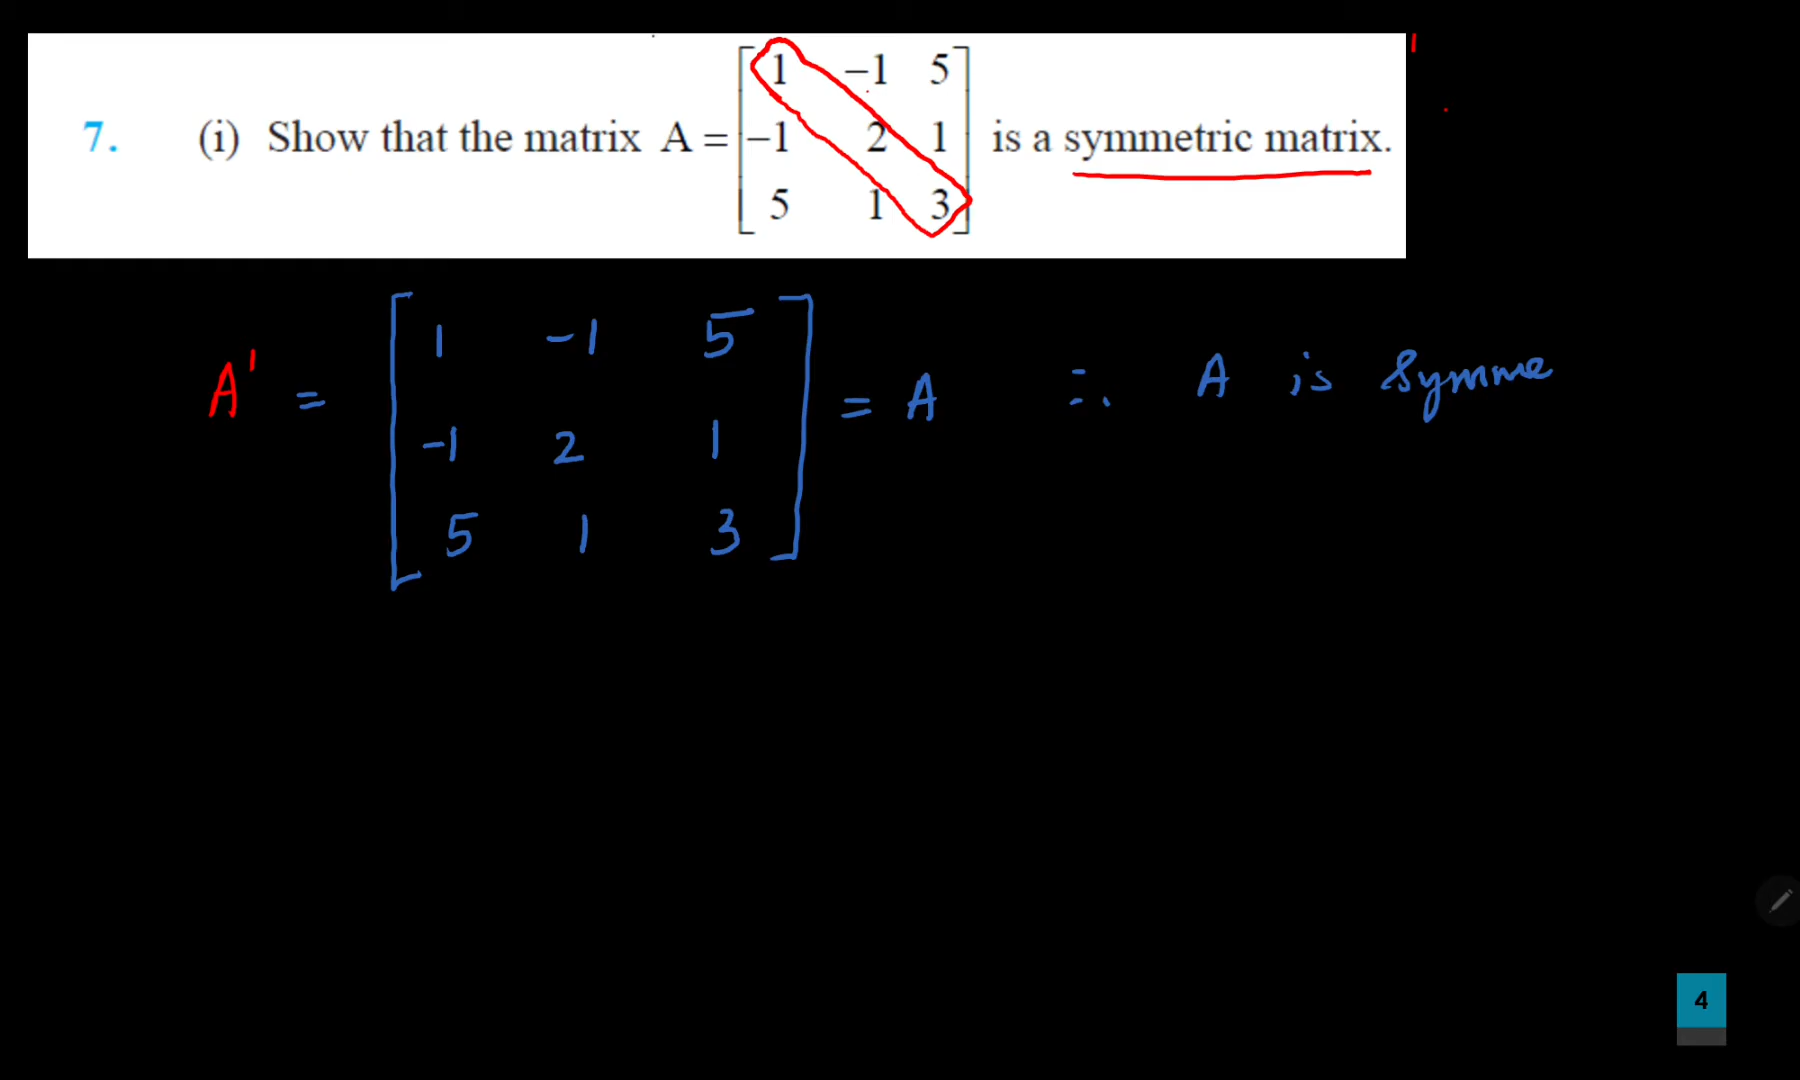 1 −1 5
7. (i) Show that the matrix A = −1 2 1 is a symmetric matrix.
5 1 3
1 -1 5
A' = -1 2 1 = A ∴ A is Symme
5 1 3
4